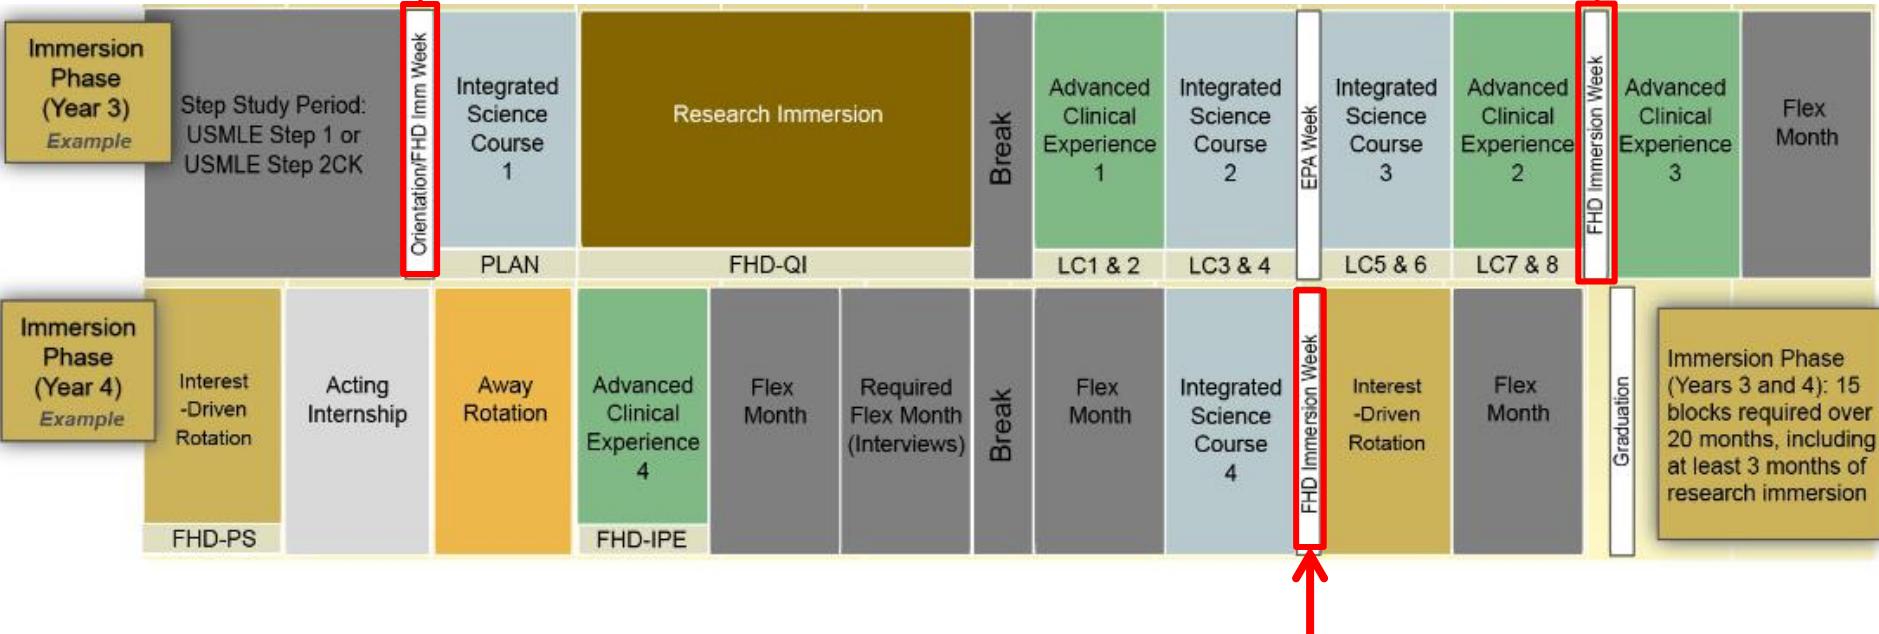 Immersion
Phase
(Year 3)
Example
Step Study Period:
USMLE Step 1 or
USMLE Step 2CK
Orientation/FHD Imm Week
Integrated
Science
Course
1
PLAN
Research Immersion
FHD-QI
Break
Advanced
Clinical
Experience
1
LC1 & 2
Integrated
Science
Course
2
LC3 & 4
EPA Week
Integrated
Science
Course
3
LC5 & 6
Advanced
Clinical
Experience
2
LC7 & 8
FHD Immersion Week
Advanced
Clinical
Experience
3
Flex
Month
Immersion
Phase
(Year 4)
Example
Interest
-Driven
Rotation
FHD-PS
Acting
Internship
Away
Rotation
Advanced
Clinical
Experience
4
FHD-IPE
Flex
Month
Required
Flex Month
(Interviews)
Break
Flex
Month
Integrated
Science
Course
4
FHD Immersion Week
Interest
-Driven
Rotation
Flex
Month
Graduation
Immersion Phase
(Years 3 and 4): 15
blocks required over
20 months, including
at least 3 months of
research immersion